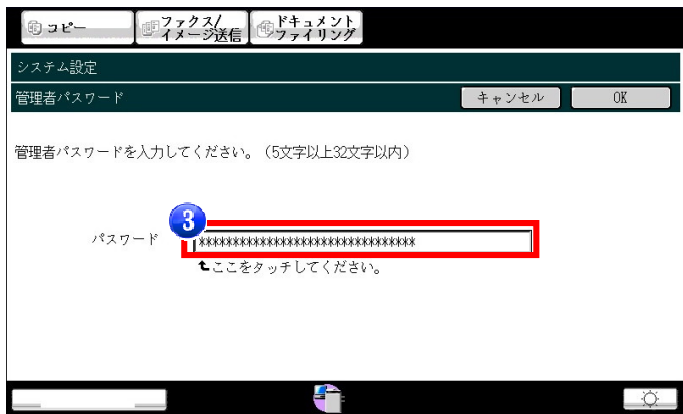 コピー
ファクス/
イメージ送信
ドキュメント
ファイリング
システム設定
管理者パスワード
キャンセル
OK
管理者パスワードを入力してください。（5文字以上32文字以内）
3
パスワード
********************************
ここをタッチしてください。